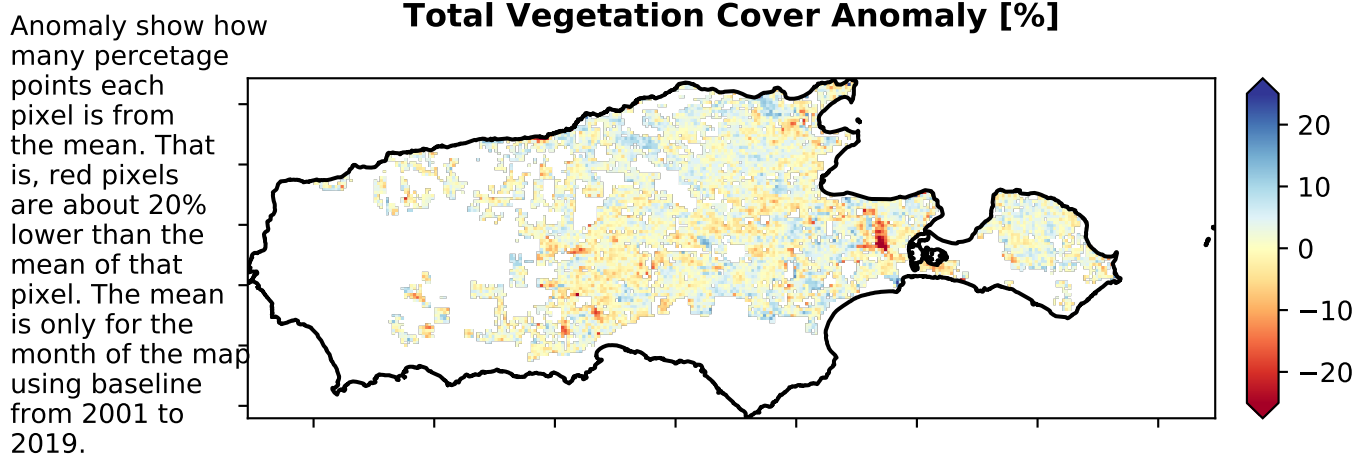 Total Vegetation Cover Anomaly [%]
Anomaly show how
many percetage
points each
pixel is from
the mean. That
is, red pixels
are about 20%
lower than the
mean of that
pixel. The mean
is only for the
month of the map
using baseline
from 2001 to
2019.
20
10
0
−10
−20